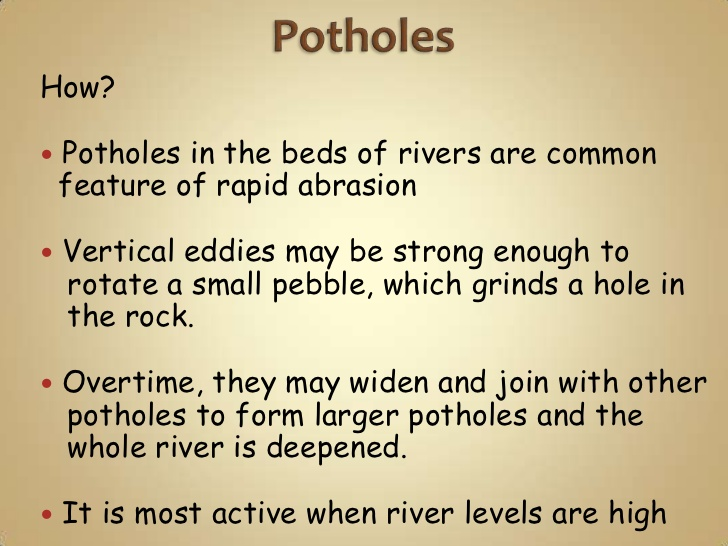 Potholes
How?
• Potholes in the beds of rivers are common
feature of rapid abrasion
• Vertical eddies may be strong enough to
rotate a small pebble, which grinds a hole in
the rock.
• Overtime, they may widen and join with other
potholes to form larger potholes and the
whole river is deepened.
• It is most active when river levels are high